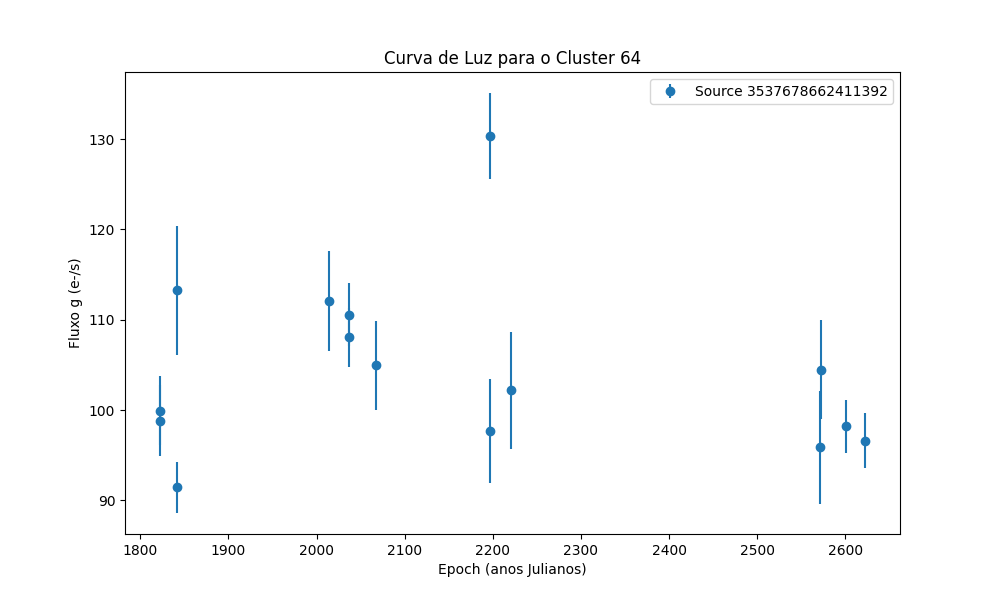 Curva de Luz para o Cluster 64
Source 3537678662411392
130
120
110
100
90
Fluxo g (e-/s)
1800 1900 2000 2100 2200 2300 2400 2500 2600
Epoch (anos Julianos)